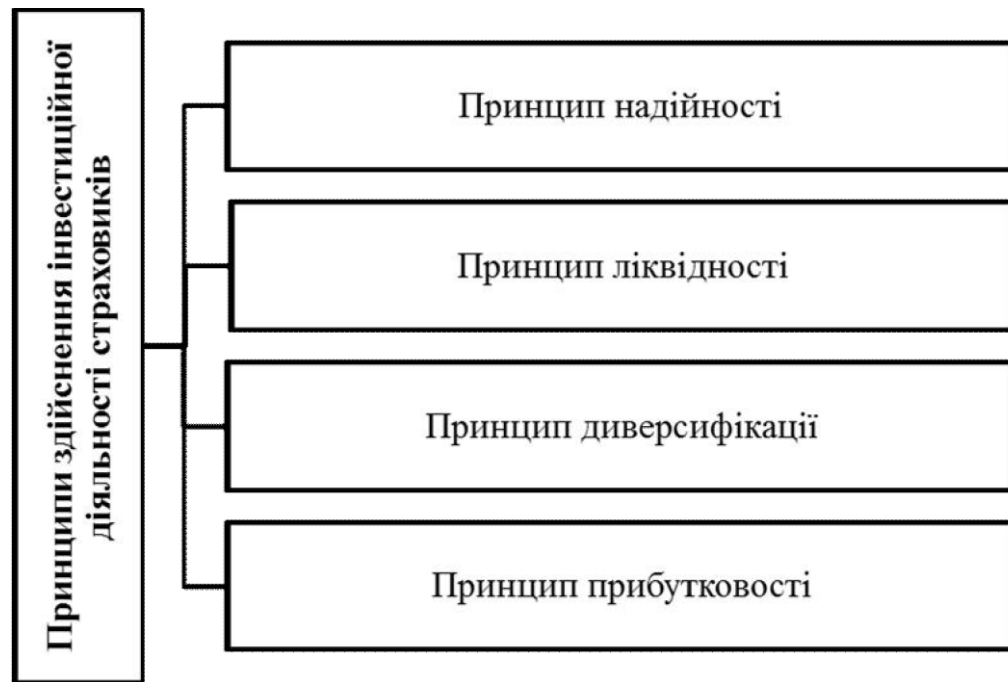 Принципи здійснення інвестиційної
діяльності страховиків
Принцип надійності
Принцип ліквідності
Принцип диверсифікації
Принцип прибутковості